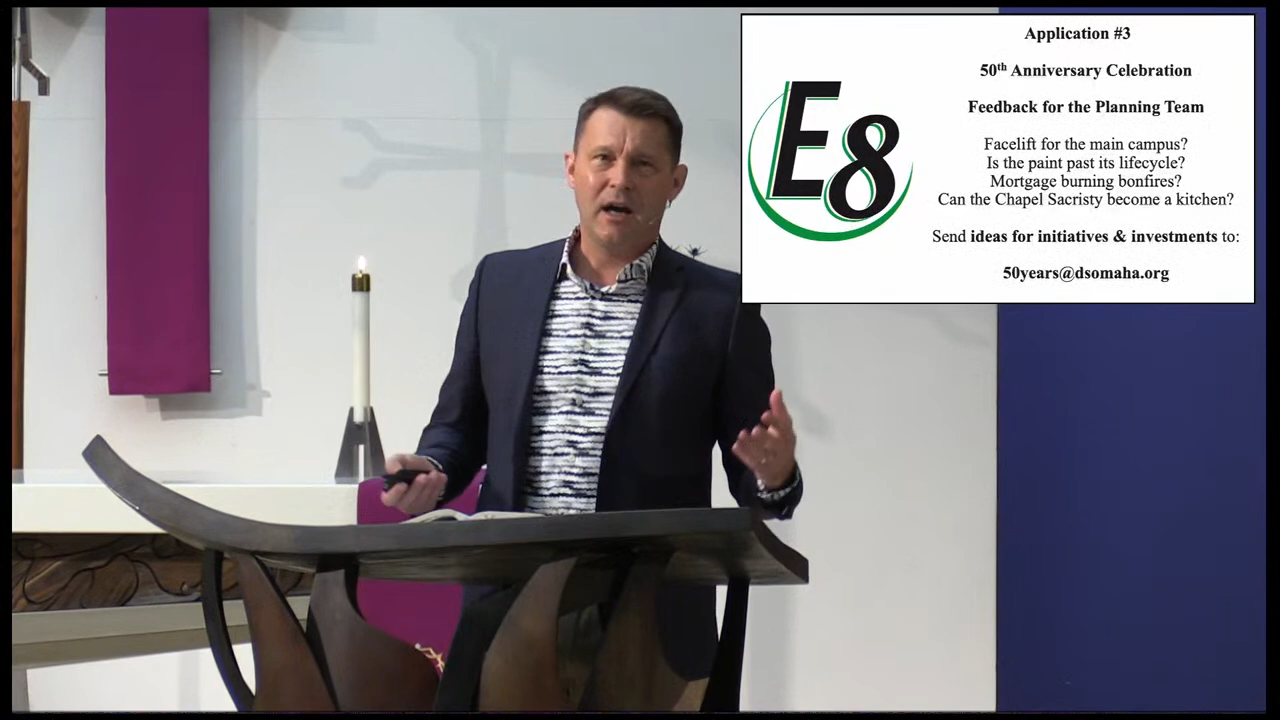 Application #3
50th Anniversary Celebration
Feedback for the Planning Team
E8
Facelift for the main campus?
Is the paint past its lifecycle?
Mortgage burning bonfires?
Can the Chapel Sacristy become a kitchen?
Send ideas for initiatives & investments to:
50years@dsomaha.org